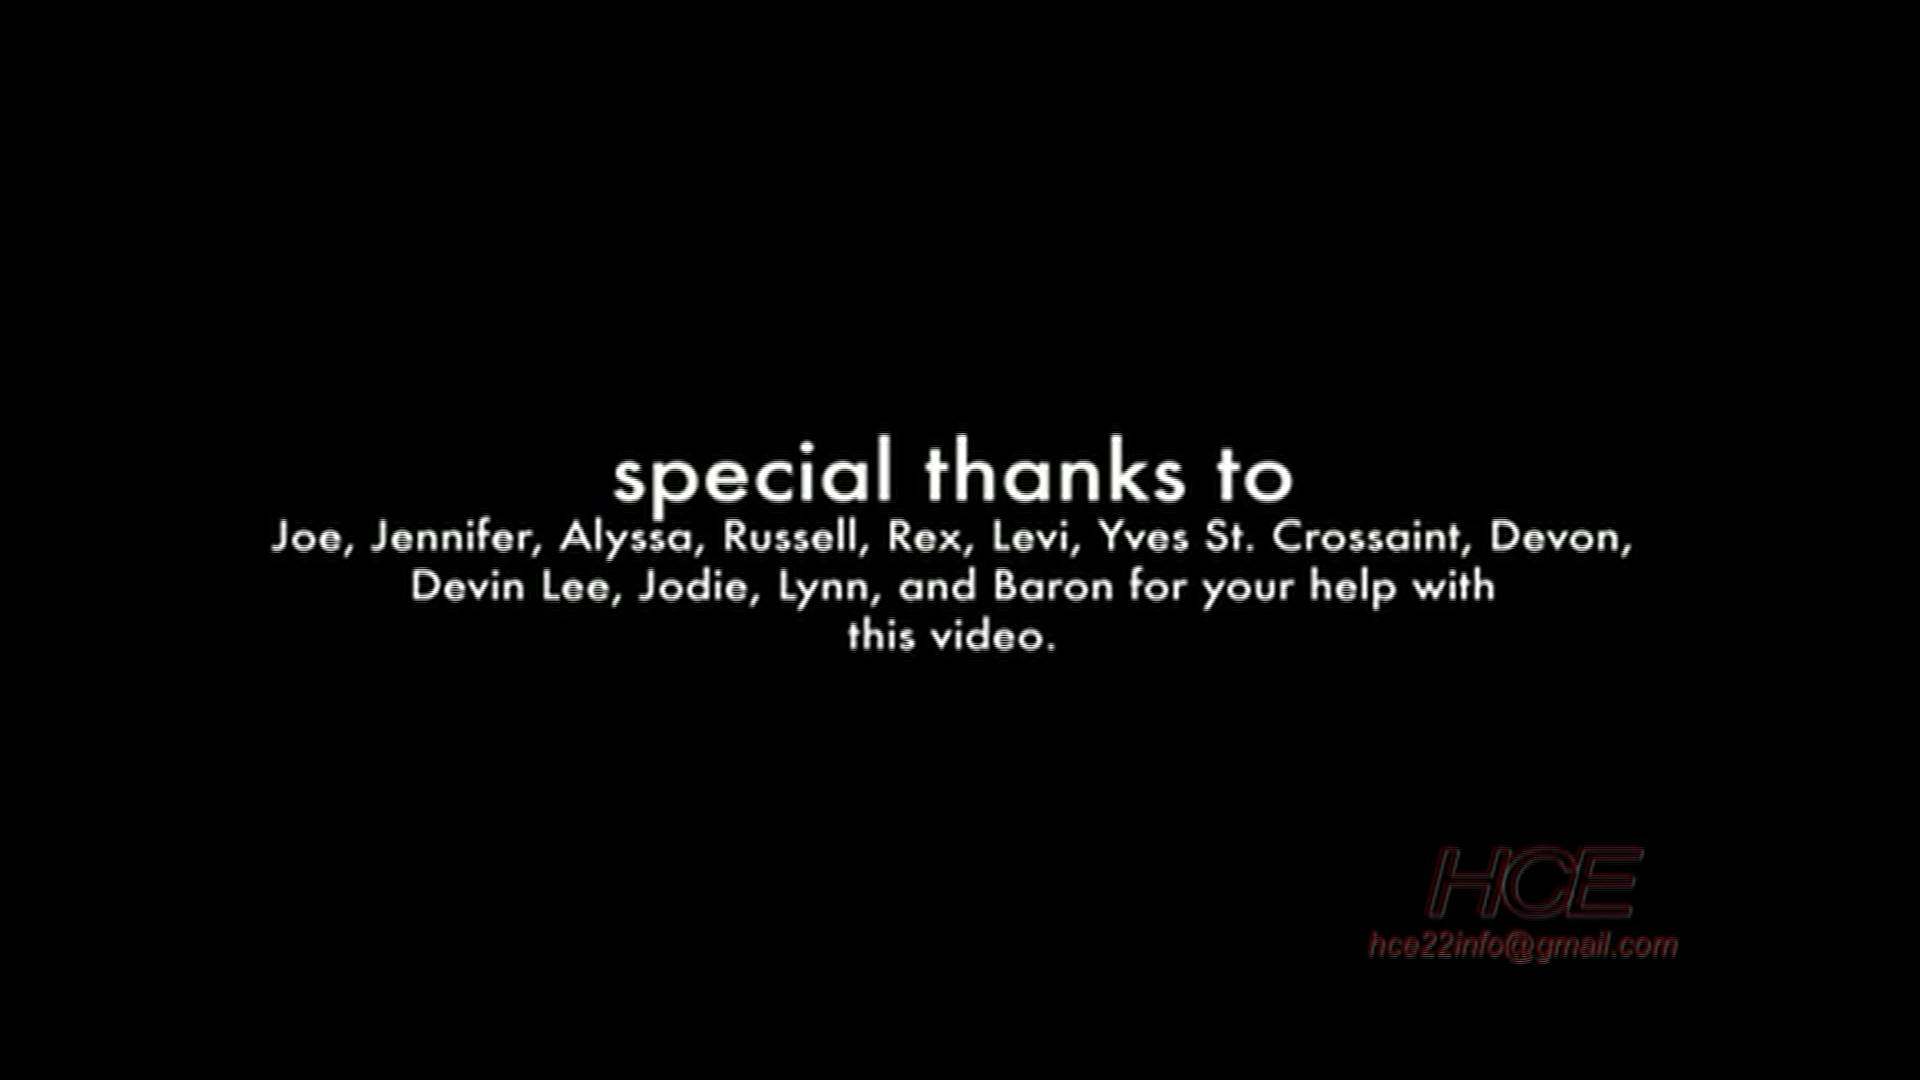 special thanks to
Joe, Jennifer, Alyssa, Russell, Rex, Levi, Yves St. Crossaint, Devon,
Devin Lee, Jodie, Lynn, and Baron for your help with
this video.
HCE
hce22info@gmail.com